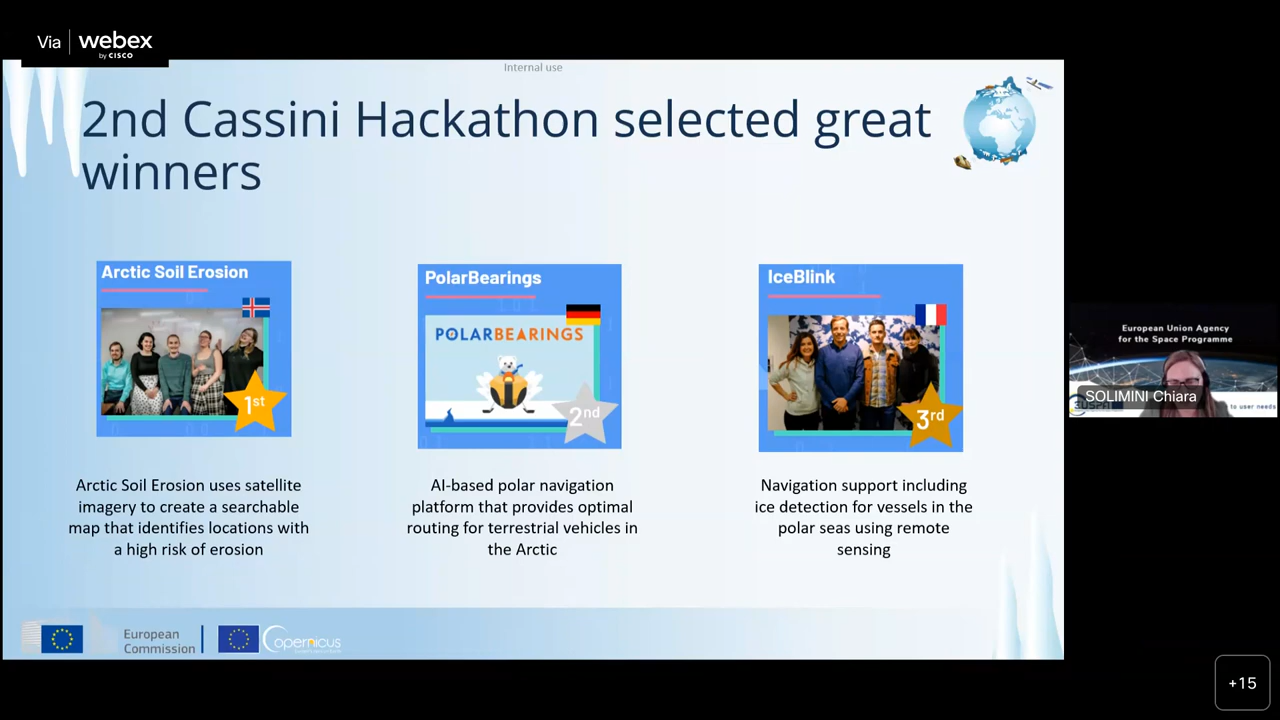 Via webex
by CISCO
Internal use
2nd Cassini Hackathon selected great
winners
Arctic Soil Erosion
1st
Arctic Soil Erosion uses satellite
imagery to create a searchable
map that identifies locations with
a high risk of erosion
PolarBearings
POLARBEARINGS
2nd
AI-based polar navigation
platform that provides optimal
routing for terrestrial vehicles in
the Arctic
IceBlink
3rd
Navigation support including
ice detection for vessels in the
polar seas using remote
sensing
European Union Agency
for the Space Programme
SOLIMINI Chiara
to user needs
European
Commission
opernicus
+15